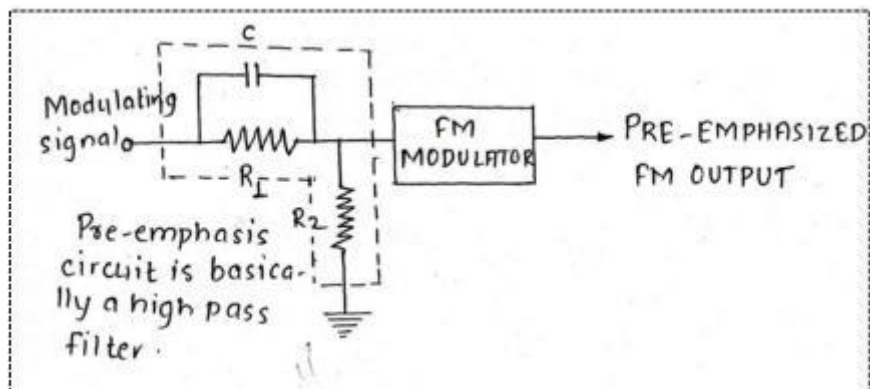 C
Modulating
signal
R1
R2
FM
MODULATOR
PRE-EMPHASIZED
FM OUTPUT
Pre-emphasis
circuit is basica-
lly a high pass
filter.